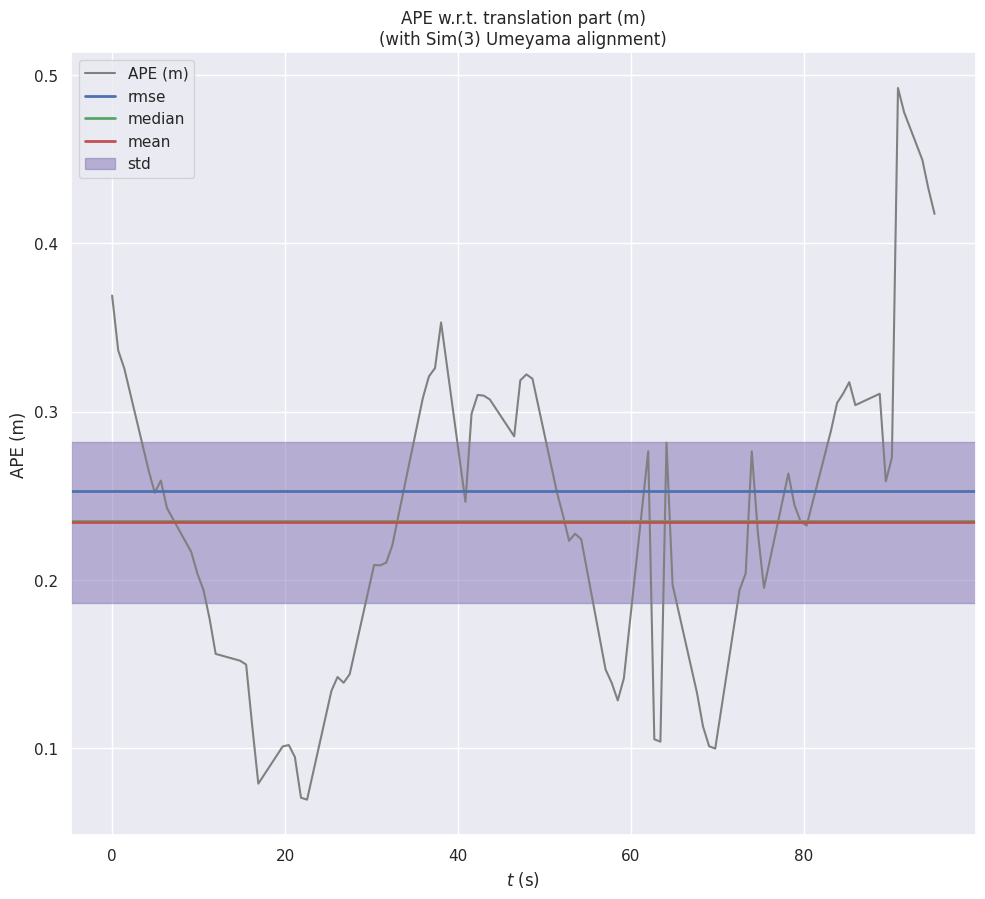 APE w.r.t. translation part (m)
(with Sim(3) Umeyama alignment)
APE (m)
rmse
median
mean
std
0.5
0.4
0.3
0.2
0.1
APE (m)
0 20 40 60 80
t (s)